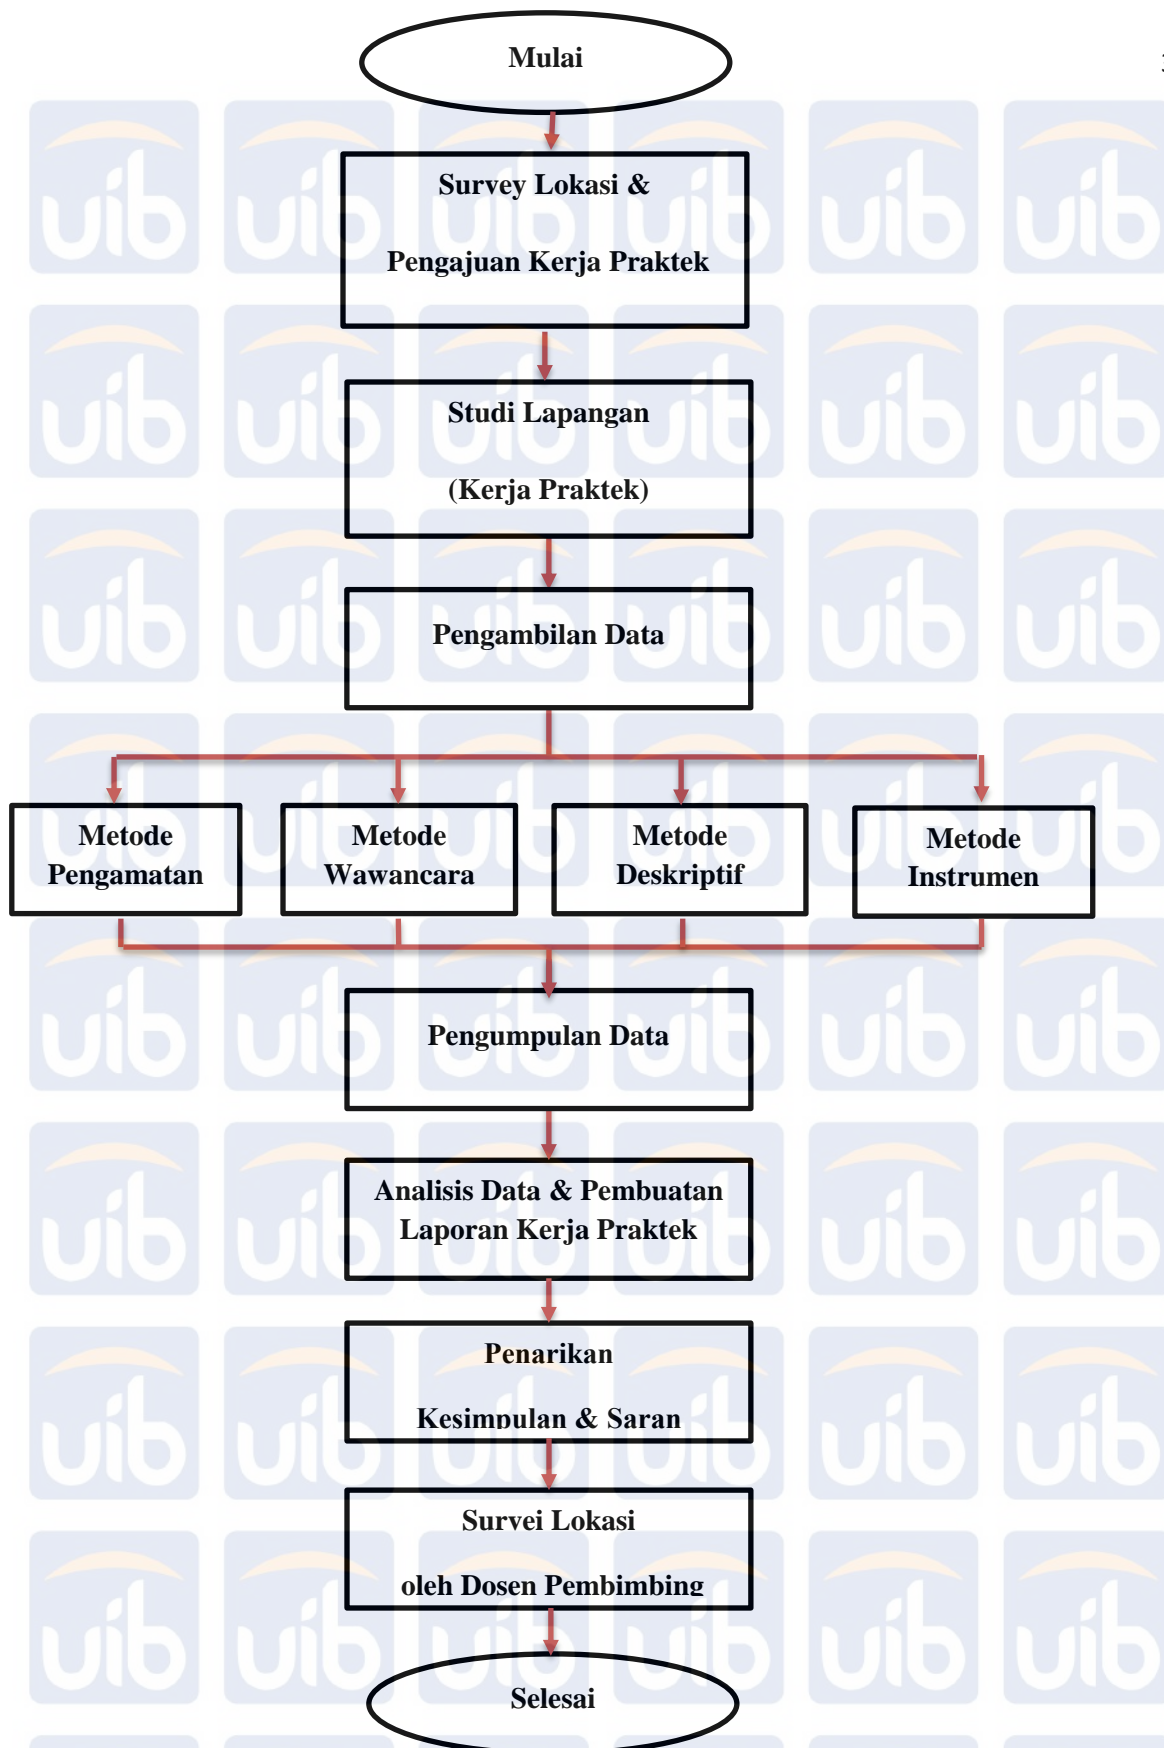 Mulai
3
Survey Lokasi &
Pengajuan Kerja Praktek
Studi Lapangan
(Kerja Praktek)
Pengambilan Data
Metode
Pengamatan
Metode
Wawancara
Metode
Deskriptif
Metode
Instrumen
Pengumpulan Data
Analisis Data & Pembuatan
Laporan Kerja Praktek
Penarikan
Kesimpulan & Saran
Survei Lokasi
oleh Dosen Pembimbing
Selesai